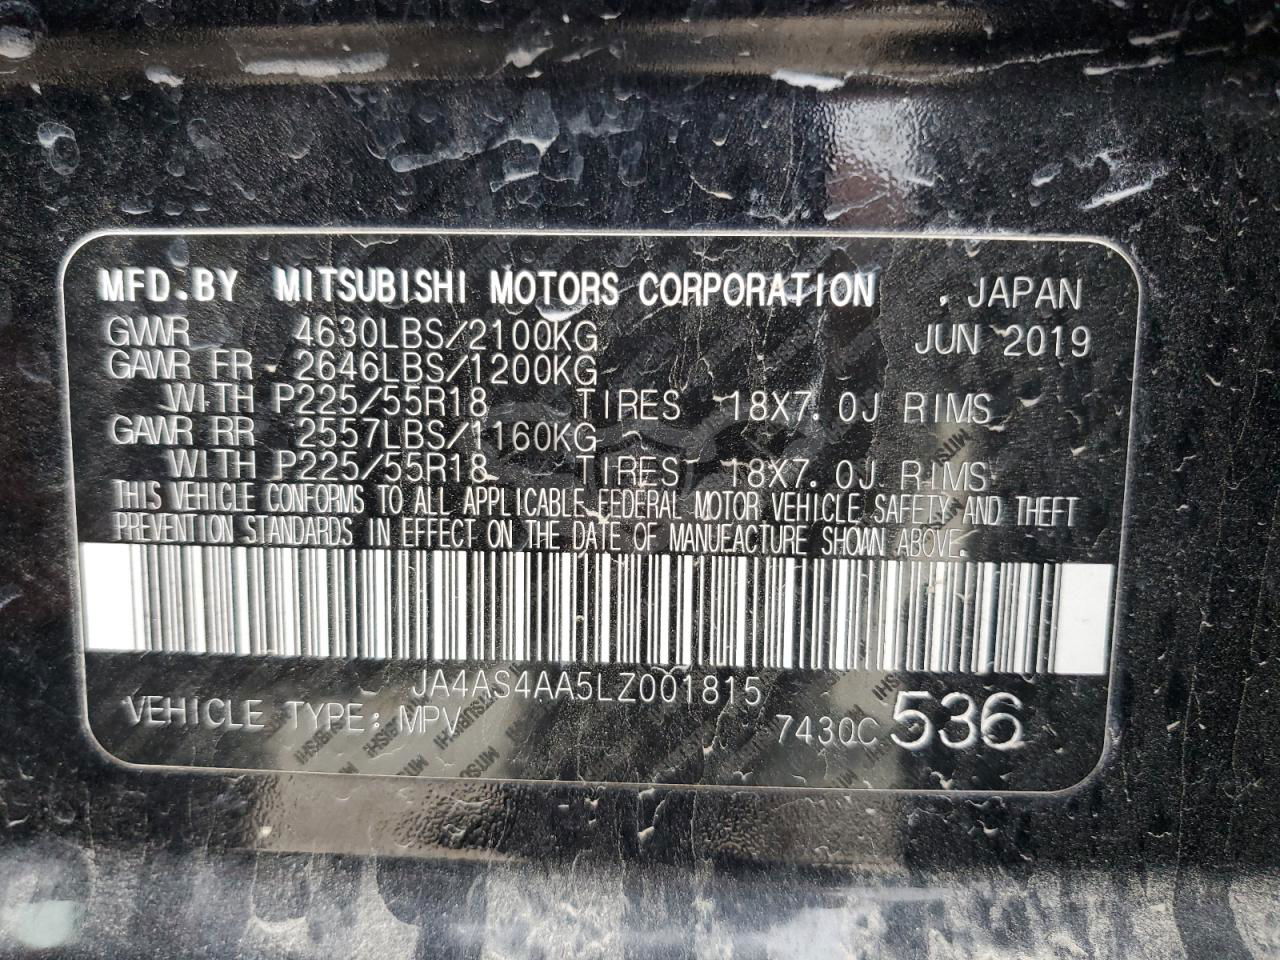 MFD.BY MITSUBISHI MOTORS CORPORATION . JAPAN
GVWR 4630LBS/2100KG JUN 2019
GAWR FR 2646LBS/1200KG
WITH P225/55R18 TIRES 18X7.0J RIMS
GAWR RR 2557LBS/1160KG
WITH P225/55R18 TIRES 18X7.0J RIMS
THIS VEHICLE CONFORMS TO ALL APPLICABLE FEDERAL MOTOR VEHICLE SAFETY AND THEFT
PREVENTION STANDARDS IN EFFECT ON THE DATE OF MANUFACTURE SHOWN ABOVE.
JA4AS4AA5LZ001815
VEHICLE TYPE: MPV 7430C 536